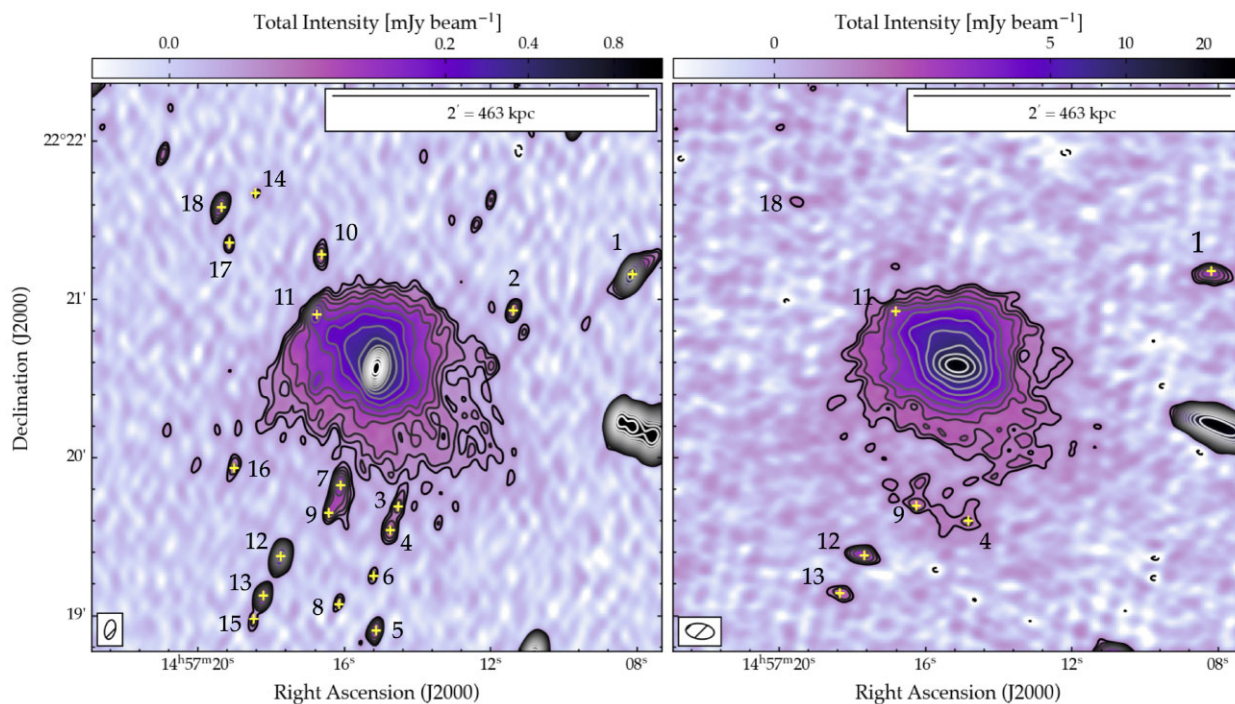 Total Intensity [mJy beam⁻¹]
0.0 0.2 0.4 0.8
2′ = 463 kpc
22°22′
21′
20′
19′
Declination (J2000)
14
18
17
10
1
2
11
16
7
3
9
4
12
6
13
8
15
5
14ʰ57ᵐ20ˢ 16ˢ 12ˢ 08ˢ
Right Ascension (J2000)
Total Intensity [mJy beam⁻¹]
0 5 10 20
2′ = 463 kpc
18
1
11
9
4
12
13
14ʰ57ᵐ20ˢ 16ˢ 12ˢ 08ˢ
Right Ascension (J2000)